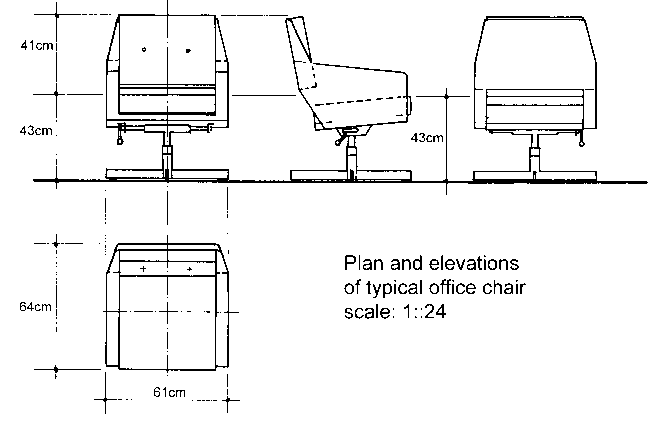 41cm
43cm
43cm
64cm
61cm
Plan and elevations
of typical office chair
scale: 1::24